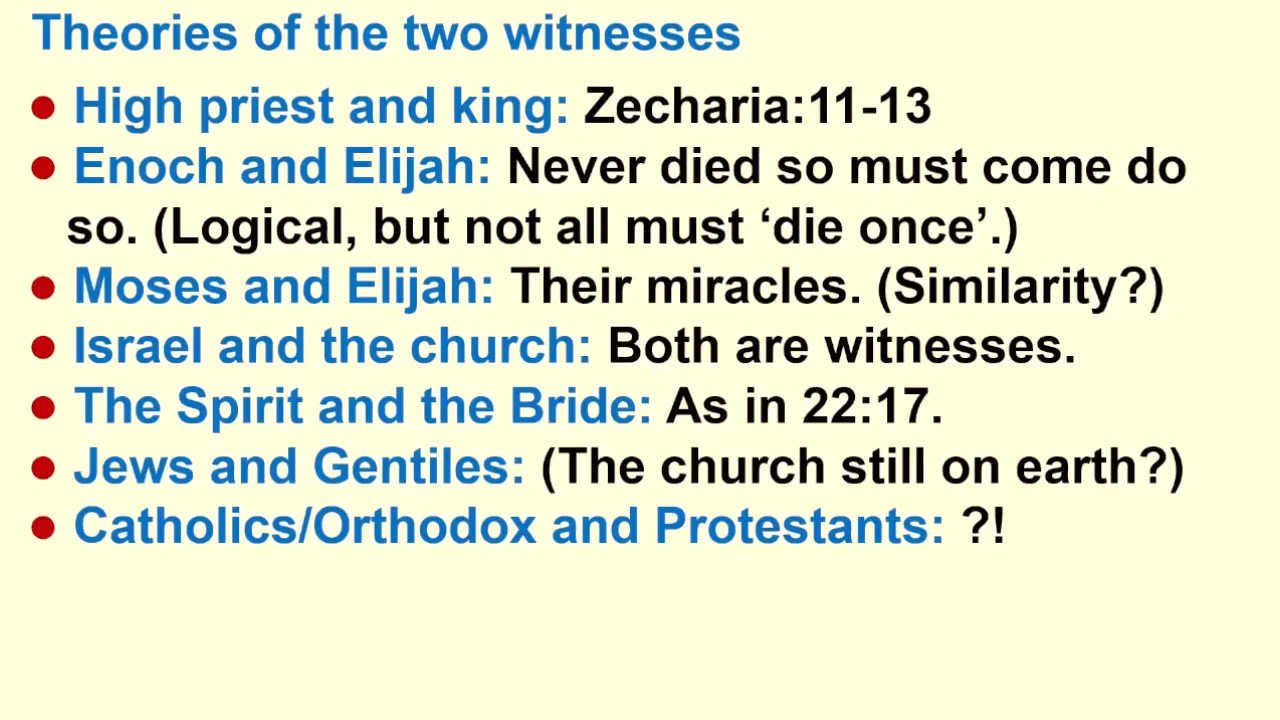 Theories of the two witnesses
• High priest and king: Zecharia:11-13
• Enoch and Elijah: Never died so must come do
so. (Logical, but not all must ‘die once’.)
• Moses and Elijah: Their miracles. (Similarity?)
• Israel and the church: Both are witnesses.
• The Spirit and the Bride: As in 22:17.
• Jews and Gentiles: (The church still on earth?)
• Catholics/Orthodox and Protestants: ?!